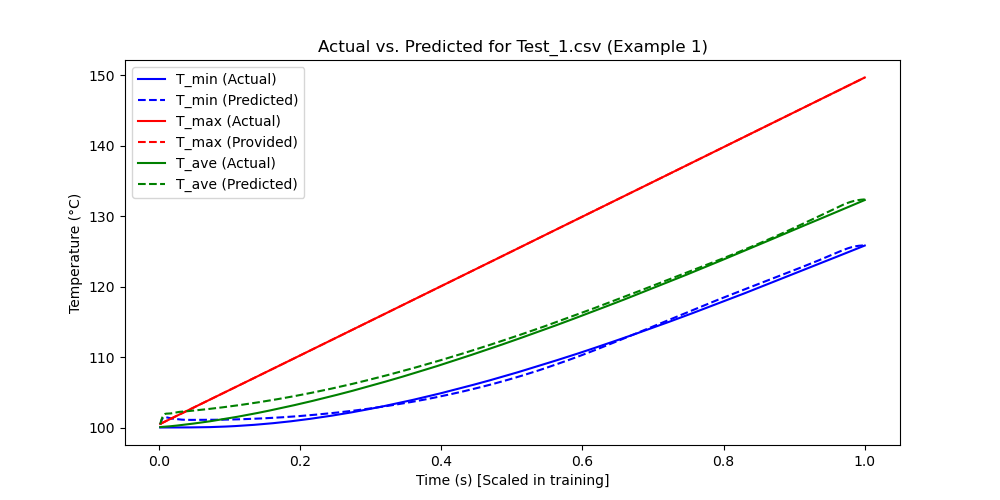 Actual vs. Predicted for Test_1.csv (Example 1)
T_min (Actual)
T_min (Predicted)
T_max (Actual)
T_max (Provided)
T_ave (Actual)
T_ave (Predicted)
Temperature (°C)
150
140
130
120
110
100
0.0 0.2 0.4 0.6 0.8 1.0
Time (s) [Scaled in training]